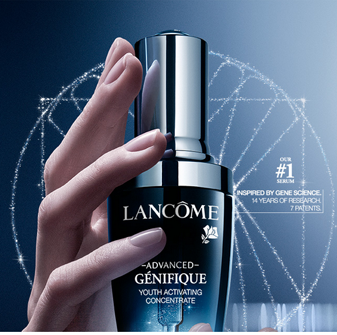 OUR
#1
SERUM
INSPIRED BY GENE SCIENCE.
14 YEARS OF RESEARCH.
7 PATENTS.
LANCÔME
–ADVANCED–
GÉNIFIQUE
YOUTH ACTIVATING
CONCENTRATE